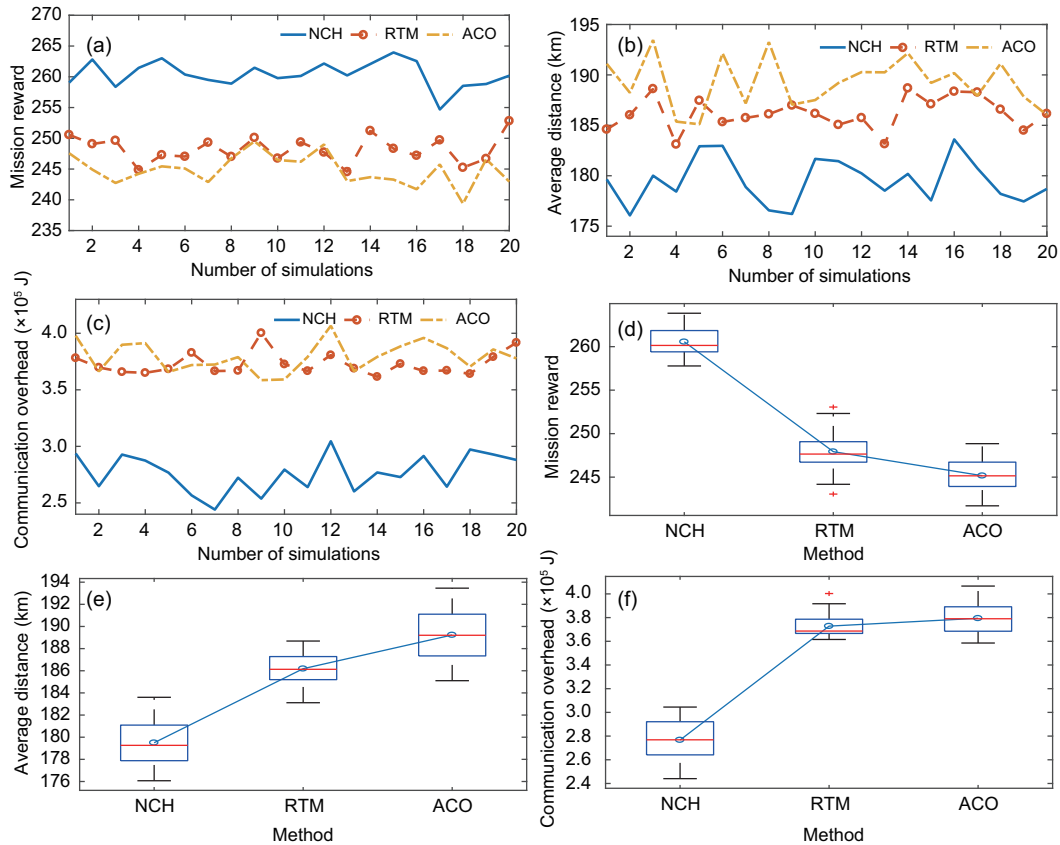 (a)
NCH RTM ACO
Mission reward
270
265
260
255
250
245
240
235
2 4 6 8 10 12 14 16 18 20
Number of simulations
(b)
NCH RTM ACO
Average distance (km)
195
190
185
180
175
2 4 6 8 10 12 14 16 18 20
Number of simulations
(c)
NCH RTM ACO
Communication overhead (×10⁵ J)
4.0
3.5
3.0
2.5
2 4 6 8 10 12 14 16 18 20
Number of simulations
(d)
Mission reward
260
255
250
245
NCH RTM ACO
Method
(e)
Average distance (km)
194
192
190
188
186
184
182
180
178
176
NCH RTM ACO
Method
(f)
Communication overhead (×10⁵ J)
4.0
3.8
3.6
3.4
3.2
3.0
2.8
2.6
2.4
NCH RTM ACO
Method